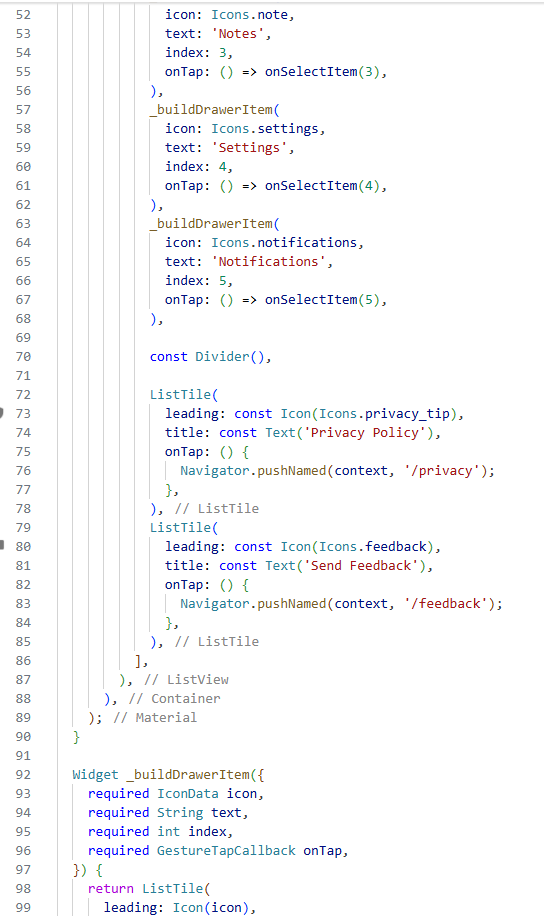 52 icon: Icons.note,
53 text: 'Notes',
54 index: 3,
55 onTap: () => onSelectItem(3),
56 ),
57 _buildDrawerItem(
58 icon: Icons.settings,
59 text: 'Settings',
60 index: 4,
61 onTap: () => onSelectItem(4),
62 ),
63 _buildDrawerItem(
64 icon: Icons.notifications,
65 text: 'Notifications',
66 index: 5,
67 onTap: () => onSelectItem(5),
68 ),
69
70 const Divider(),
71
72 ListTile(
73 leading: const Icon(Icons.privacy_tip),
74 title: const Text('Privacy Policy'),
75 onTap: () {
76 Navigator.pushNamed(context, '/privacy');
77 },
78 ), // ListTile
79 ListTile(
80 leading: const Icon(Icons.feedback),
81 title: const Text('Send Feedback'),
82 onTap: () {
83 Navigator.pushNamed(context, '/feedback');
84 },
85 ), // ListTile
86 ],
87 ), // ListView
88 ), // Container
89 ); // Material
90 }
91
92 Widget _buildDrawerItem({
93 required IconData icon,
94 required String text,
95 required int index,
96 required GestureTapCallback onTap,
97 }) {
98 return ListTile(
99 leading: Icon(icon),